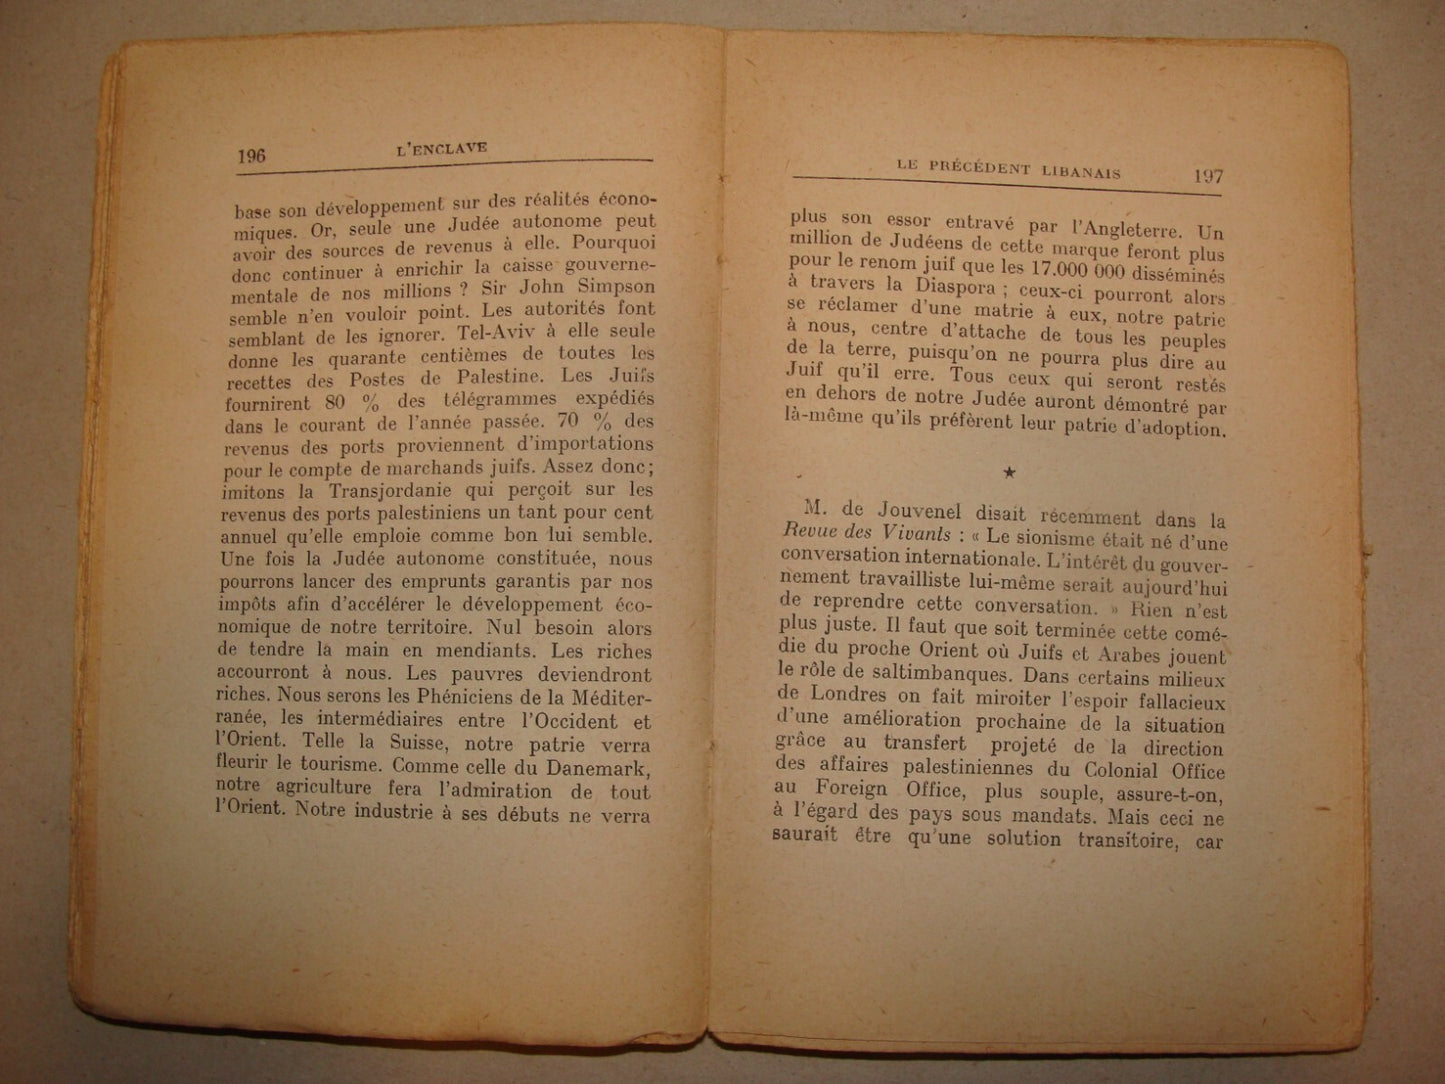 196
L'ENCLAVE
base son développement sur des réalités écono-
miques. Or, seule une Judée autonome peut
avoir des sources de revenus à elle. Pourquoi
donc continuer à enrichir la caisse gouverne-
mentale de nos millions ? Sir John Simpson
semble n'en vouloir point. Les autorités font
semblant de les ignorer. Tel-Aviv à elle seule
donne les quarante centièmes de toutes les
recettes des Postes de Palestine. Les Juifs
fournirent 80 % des télégrammes expédiés
dans le courant de l'année passée. 70 % des
revenus des ports proviennent d'importations
pour le compte de marchands juifs. Assez donc ;
imitons la Transjordanie qui perçoit sur les
revenus des ports palestiniens un tant pour cent
annuel qu'elle emploie comme bon lui semble.
Une fois la Judée autonome constituée, nous
pourrons lancer des emprunts garantis par nos
impôts afin d'accélérer le développement éco-
nomique de notre territoire. Nul besoin alors
de tendre la main en mendiants. Les riches
accourront à nous. Les pauvres deviendront
riches. Nous serons les Phéniciens de la Méditer-
ranée, les intermédiaires entre l'Occident et
l'Orient. Telle la Suisse, notre patrie verra
fleurir le tourisme. Comme celle du Danemark,
notre agriculture fera l'admiration de tout
l'Orient. Notre industrie à ses débuts ne verra
LE PRÉCÉDENT LIBANAIS
197
plus son essor entravé par l'Angleterre. Un
million de Judéens de cette marque feront plus
pour le renom juif que les 17.000 000 disséminés
à travers la Diaspora ; ceux-ci pourront alors
se réclamer d'une matrie à eux, notre patrie
à nous, centre d'attache de tous les peuples
de la terre, puisqu'on ne pourra plus dire au
Juif qu'il erre. Tous ceux qui seront restés
en dehors de notre Judée auront démontré par
là-même qu'ils préfèrent leur patrie d'adoption.
★
M. de Jouvenel disait récemment dans la
Revue des Vivants : « Le sionisme était né d'une
conversation internationale. L'intérêt du gouver-
nement travailliste lui-même serait aujourd'hui
de reprendre cette conversation. » Rien n'est
plus juste. Il faut que soit terminée cette comé-
die du proche Orient où Juifs et Arabes jouent
le rôle de saltimbanques. Dans certains milieux
de Londres on fait miroiter l'espoir fallacieux
d'une amélioration prochaine de la situation
grâce au transfert projeté de la direction
des affaires palestiniennes du Colonial Office
au Foreign Office, plus souple, assure-t-on,
à l'égard des pays sous mandats. Mais ceci ne
saurait être qu'une solution transitoire, car